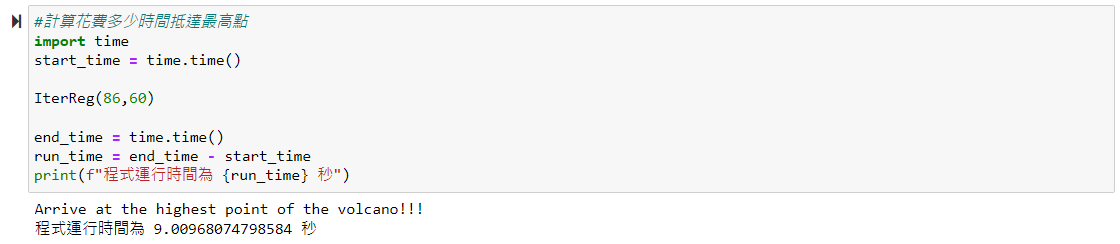 #計算花費多少時間抵達最高點
import time
start_time = time.time()
IterReg(86,60)
end_time = time.time()
run_time = end_time - start_time
print(f"程式運行時間為 {run_time} 秒")
Arrive at the highest point of the volcano!!!
程式運行時間為 9.00968074798584 秒